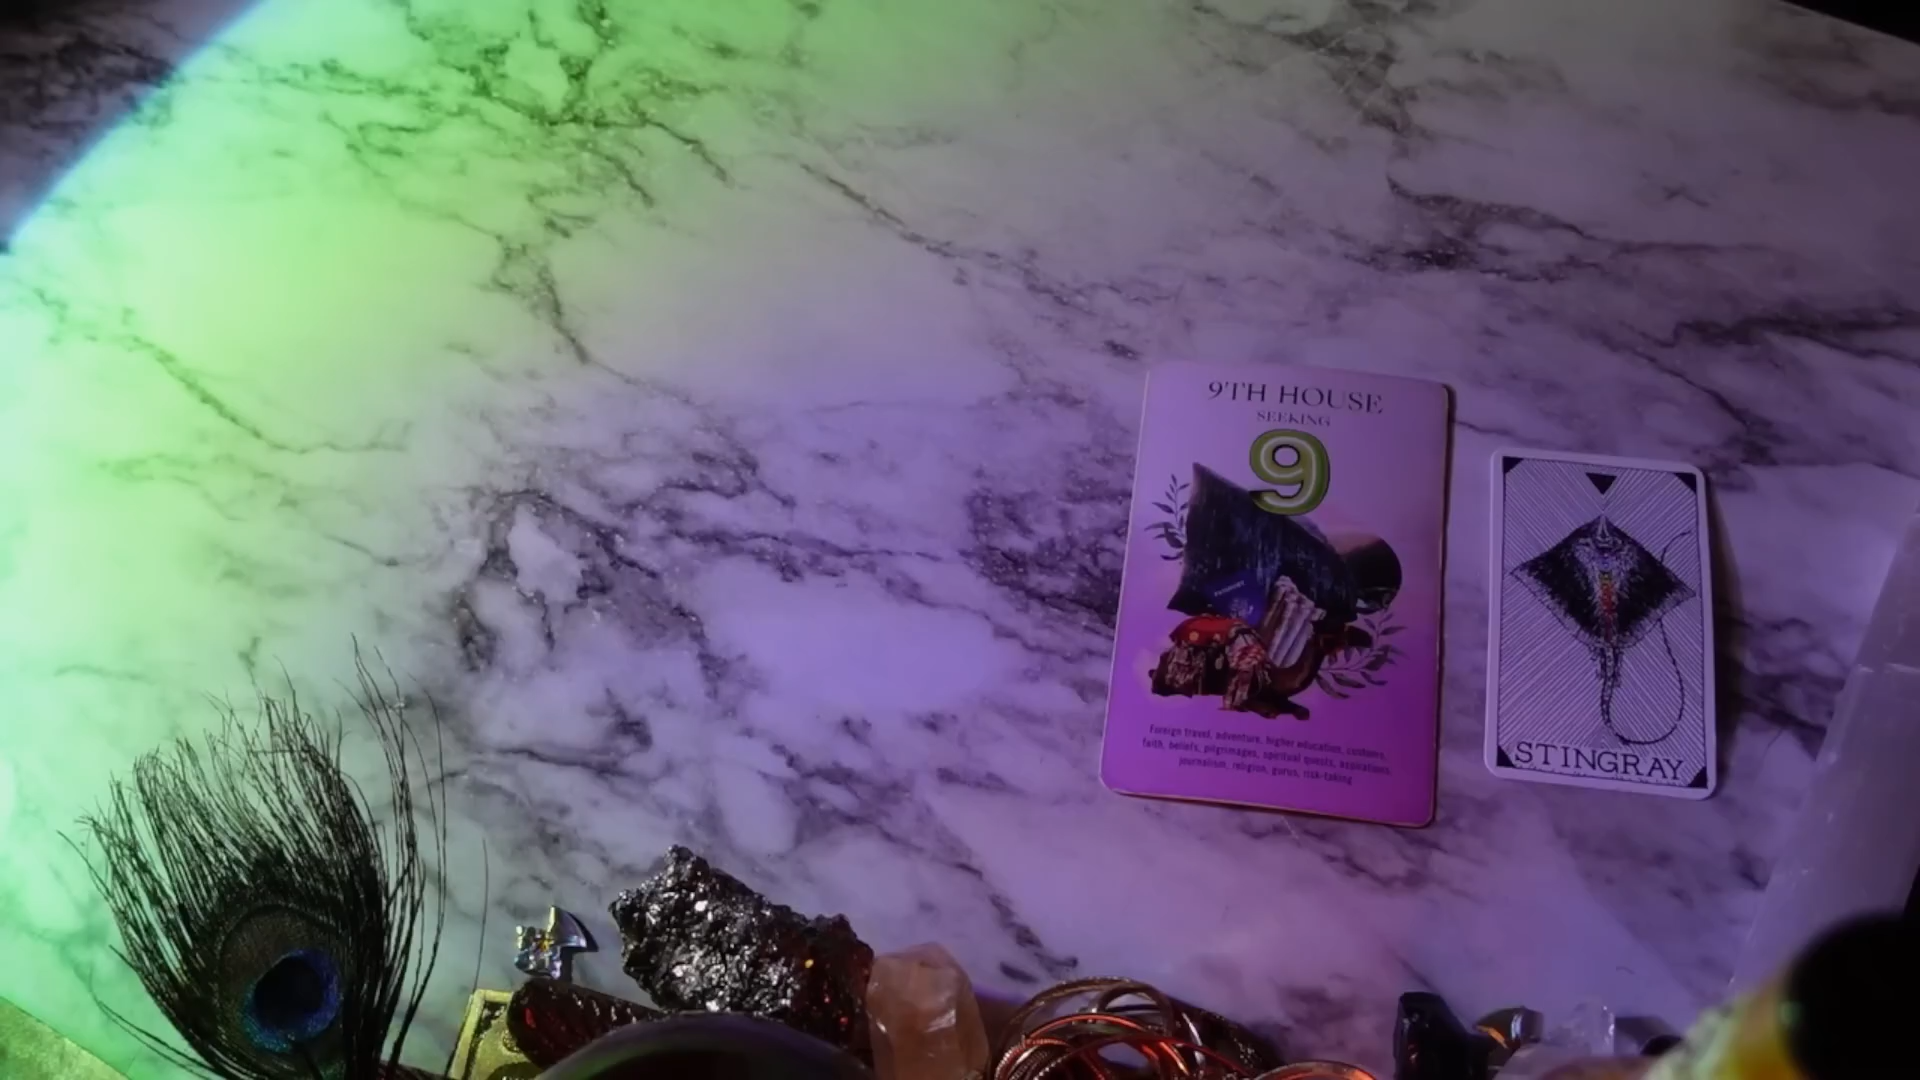 9TH HOUSE
SEEKING
9
PASSPORT
Foreign travel, adventure, higher education, customs,
faith, beliefs, pilgrimages, spiritual quests, aspirations,
journalism, religion, gurus, risk-taking
STINGRAY